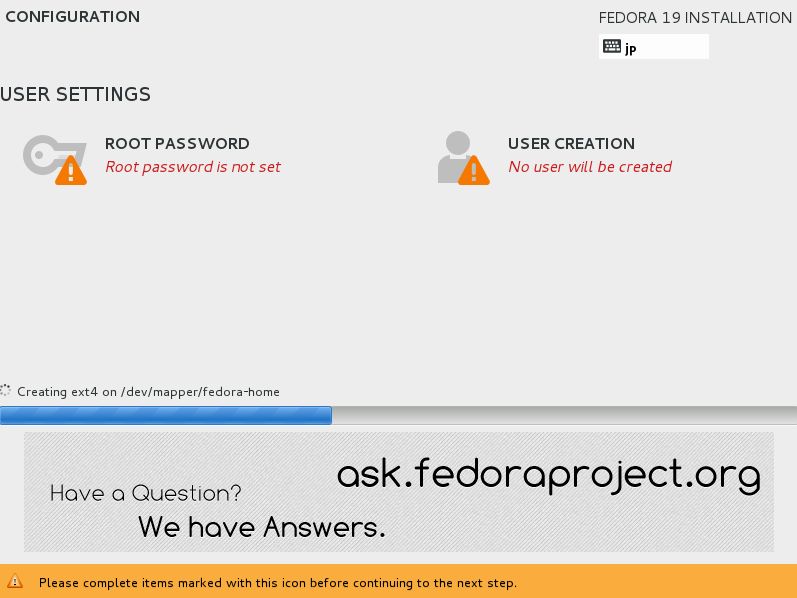 CONFIGURATION
FEDORA 19 INSTALLATION
jp
USER SETTINGS
ROOT PASSWORD
Root password is not set
USER CREATION
No user will be created
Creating ext4 on /dev/mapper/fedora-home
ask.fedoraproject.org
Have a Question?
We have Answers.
Please complete items marked with this icon before continuing to the next step.